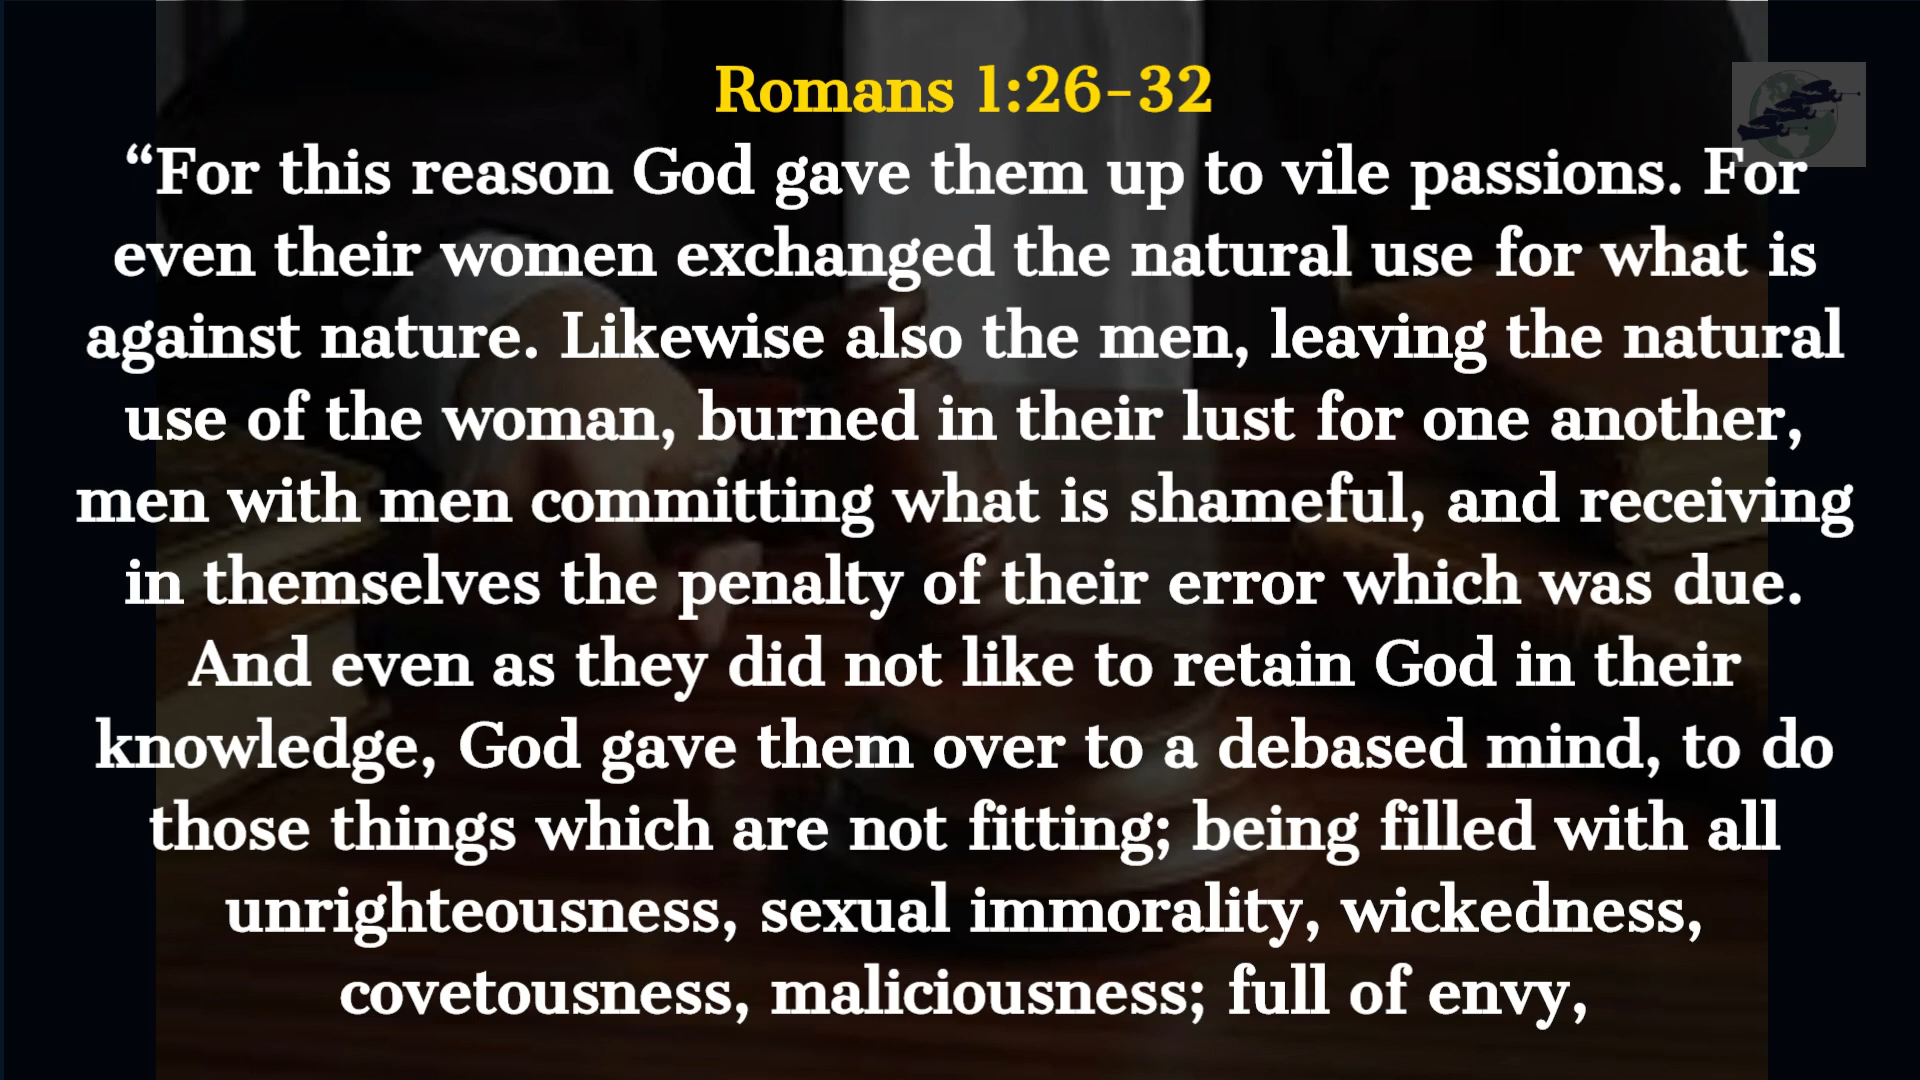 Romans 1:26-32
“For this reason God gave them up to vile passions. For
even their women exchanged the natural use for what is
against nature. Likewise also the men, leaving the natural
use of the woman, burned in their lust for one another,
men with men committing what is shameful, and receiving
in themselves the penalty of their error which was due.
And even as they did not like to retain God in their
knowledge, God gave them over to a debased mind, to do
those things which are not fitting; being filled with all
unrighteousness, sexual immorality, wickedness,
covetousness, maliciousness; full of envy,